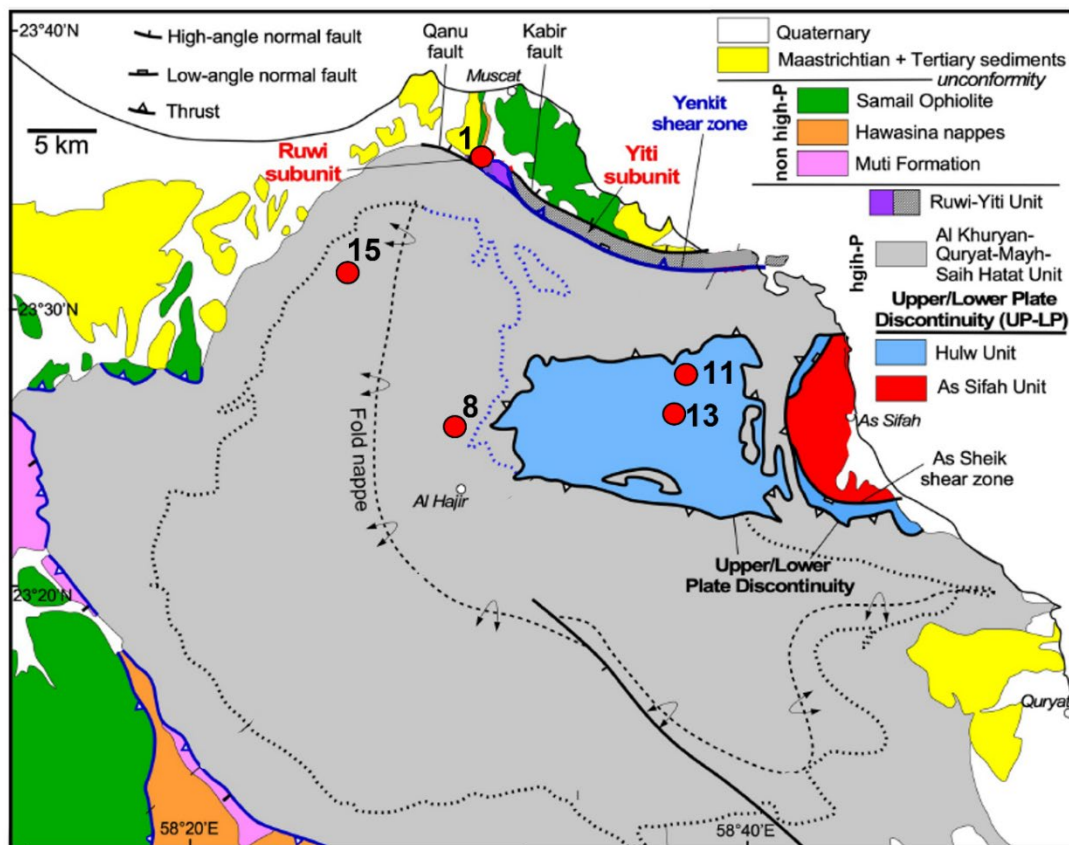 23°40'N
High-angle normal fault
Low-angle normal fault
Thrust
5 km
Qanu
fault
Kabir
fault
Muscat
Quaternary
Maastrichtian + Tertiary sediments
unconformity
non high-P
Samail Ophiolite
Hawasina nappes
Muti Formation
Ruwi-Yiti Unit
hgih-P
Al Khuryan-
Quryat-Mayh-
Saih Hatat Unit
Upper/Lower Plate
Discontinuity (UP-LP)
Hulw Unit
As Sifah Unit
Yenkit
shear zone
1
Ruwi
subunit
Yiti
subunit
15
23°30'N
11
13
8
Fold nappe
Al Hajir
As Sifah
As Sheik
shear zone
Upper/Lower
Plate Discontinuity
23°20'N
Quryat
58°20'E
58°40'E